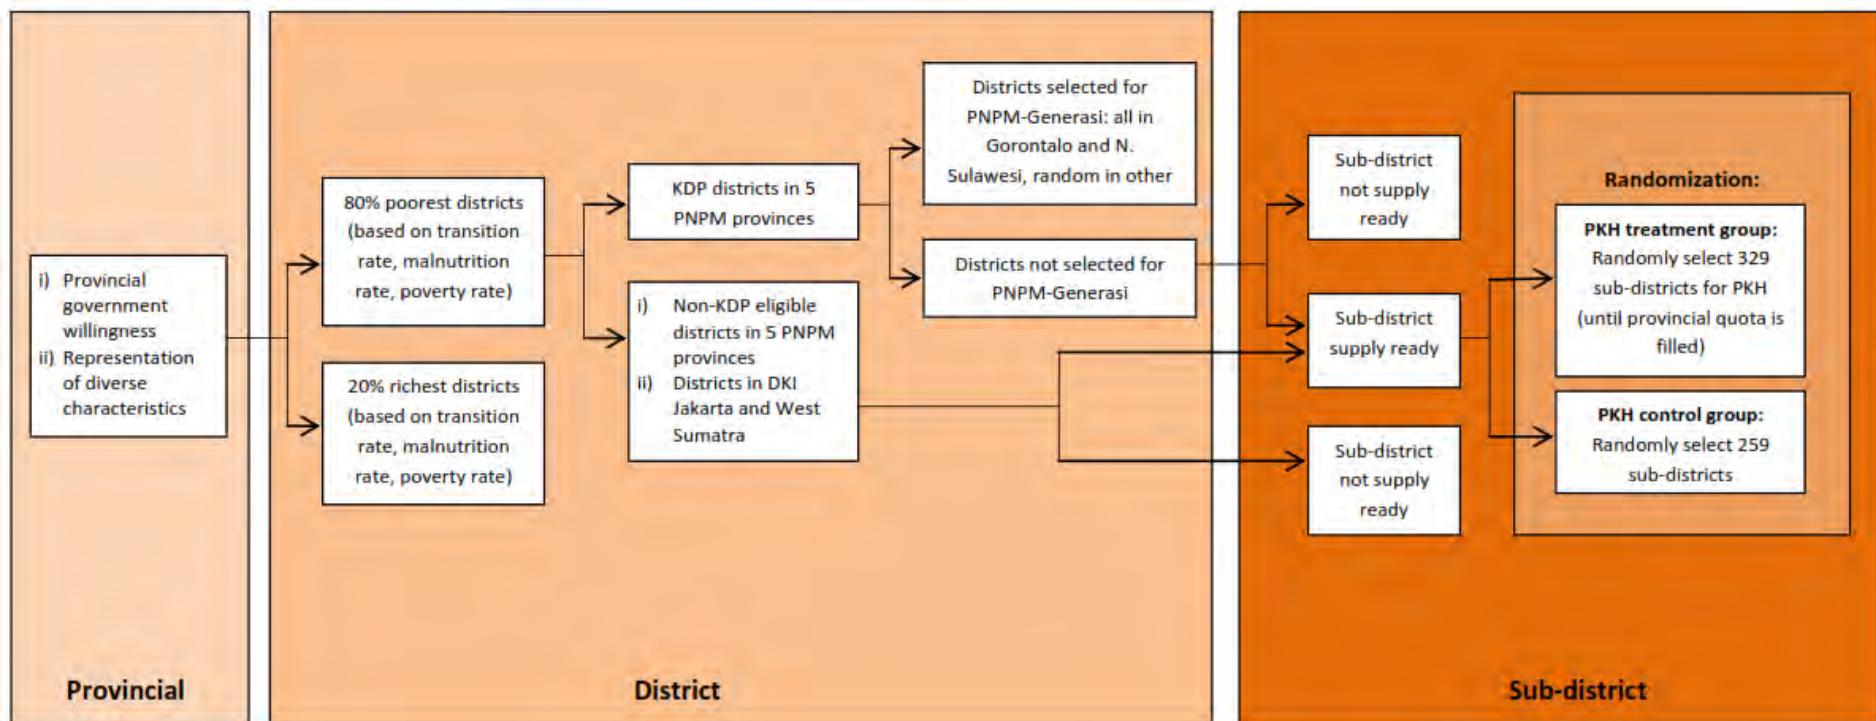 i) Provincial
government
willingness
ii) Representation
of diverse
characteristics
Provincial
80% poorest districts
(based on transition
rate, malnutrition
rate, poverty rate)
20% richest districts
(based on transition
rate, malnutrition
rate, poverty rate)
KDP districts in 5
PNPM provinces
i) Non-KDP eligible
districts in 5 PNPM
provinces
ii) Districts in DKI
Jakarta and West
Sumatra
Districts selected for
PNPM-Generasi: all in
Gorontalo and N.
Sulawesi, random in other
Districts not selected for
PNPM-Generasi
District
Sub-district
not supply
ready
Sub-district
supply ready
Sub-district
not supply
ready
Randomization:
PKH treatment group:
Randomly select 329
sub-districts for PKH
(until provincial quota is
filled)
PKH control group:
Randomly select 259
sub-districts
Sub-district